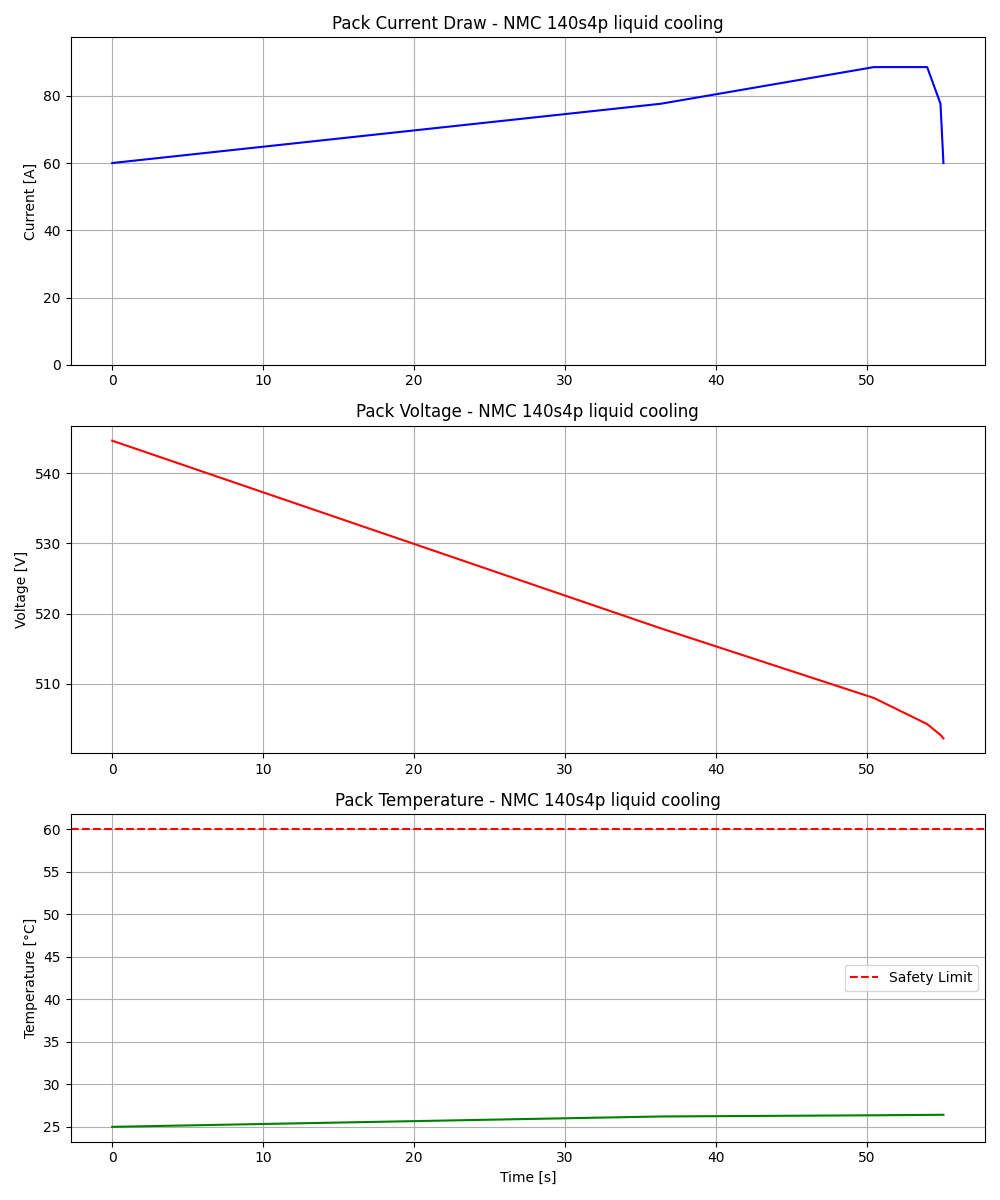 Pack Current Draw - NMC 140s4p liquid cooling
Current [A]
80
60
40
20
0
0 10 20 30 40 50
Pack Voltage - NMC 140s4p liquid cooling
Voltage [V]
540
530
520
510
0 10 20 30 40 50
Pack Temperature - NMC 140s4p liquid cooling
Temperature [°C]
60
55
50
45
40
35
30
25
Safety Limit
0 10 20 30 40 50
Time [s]